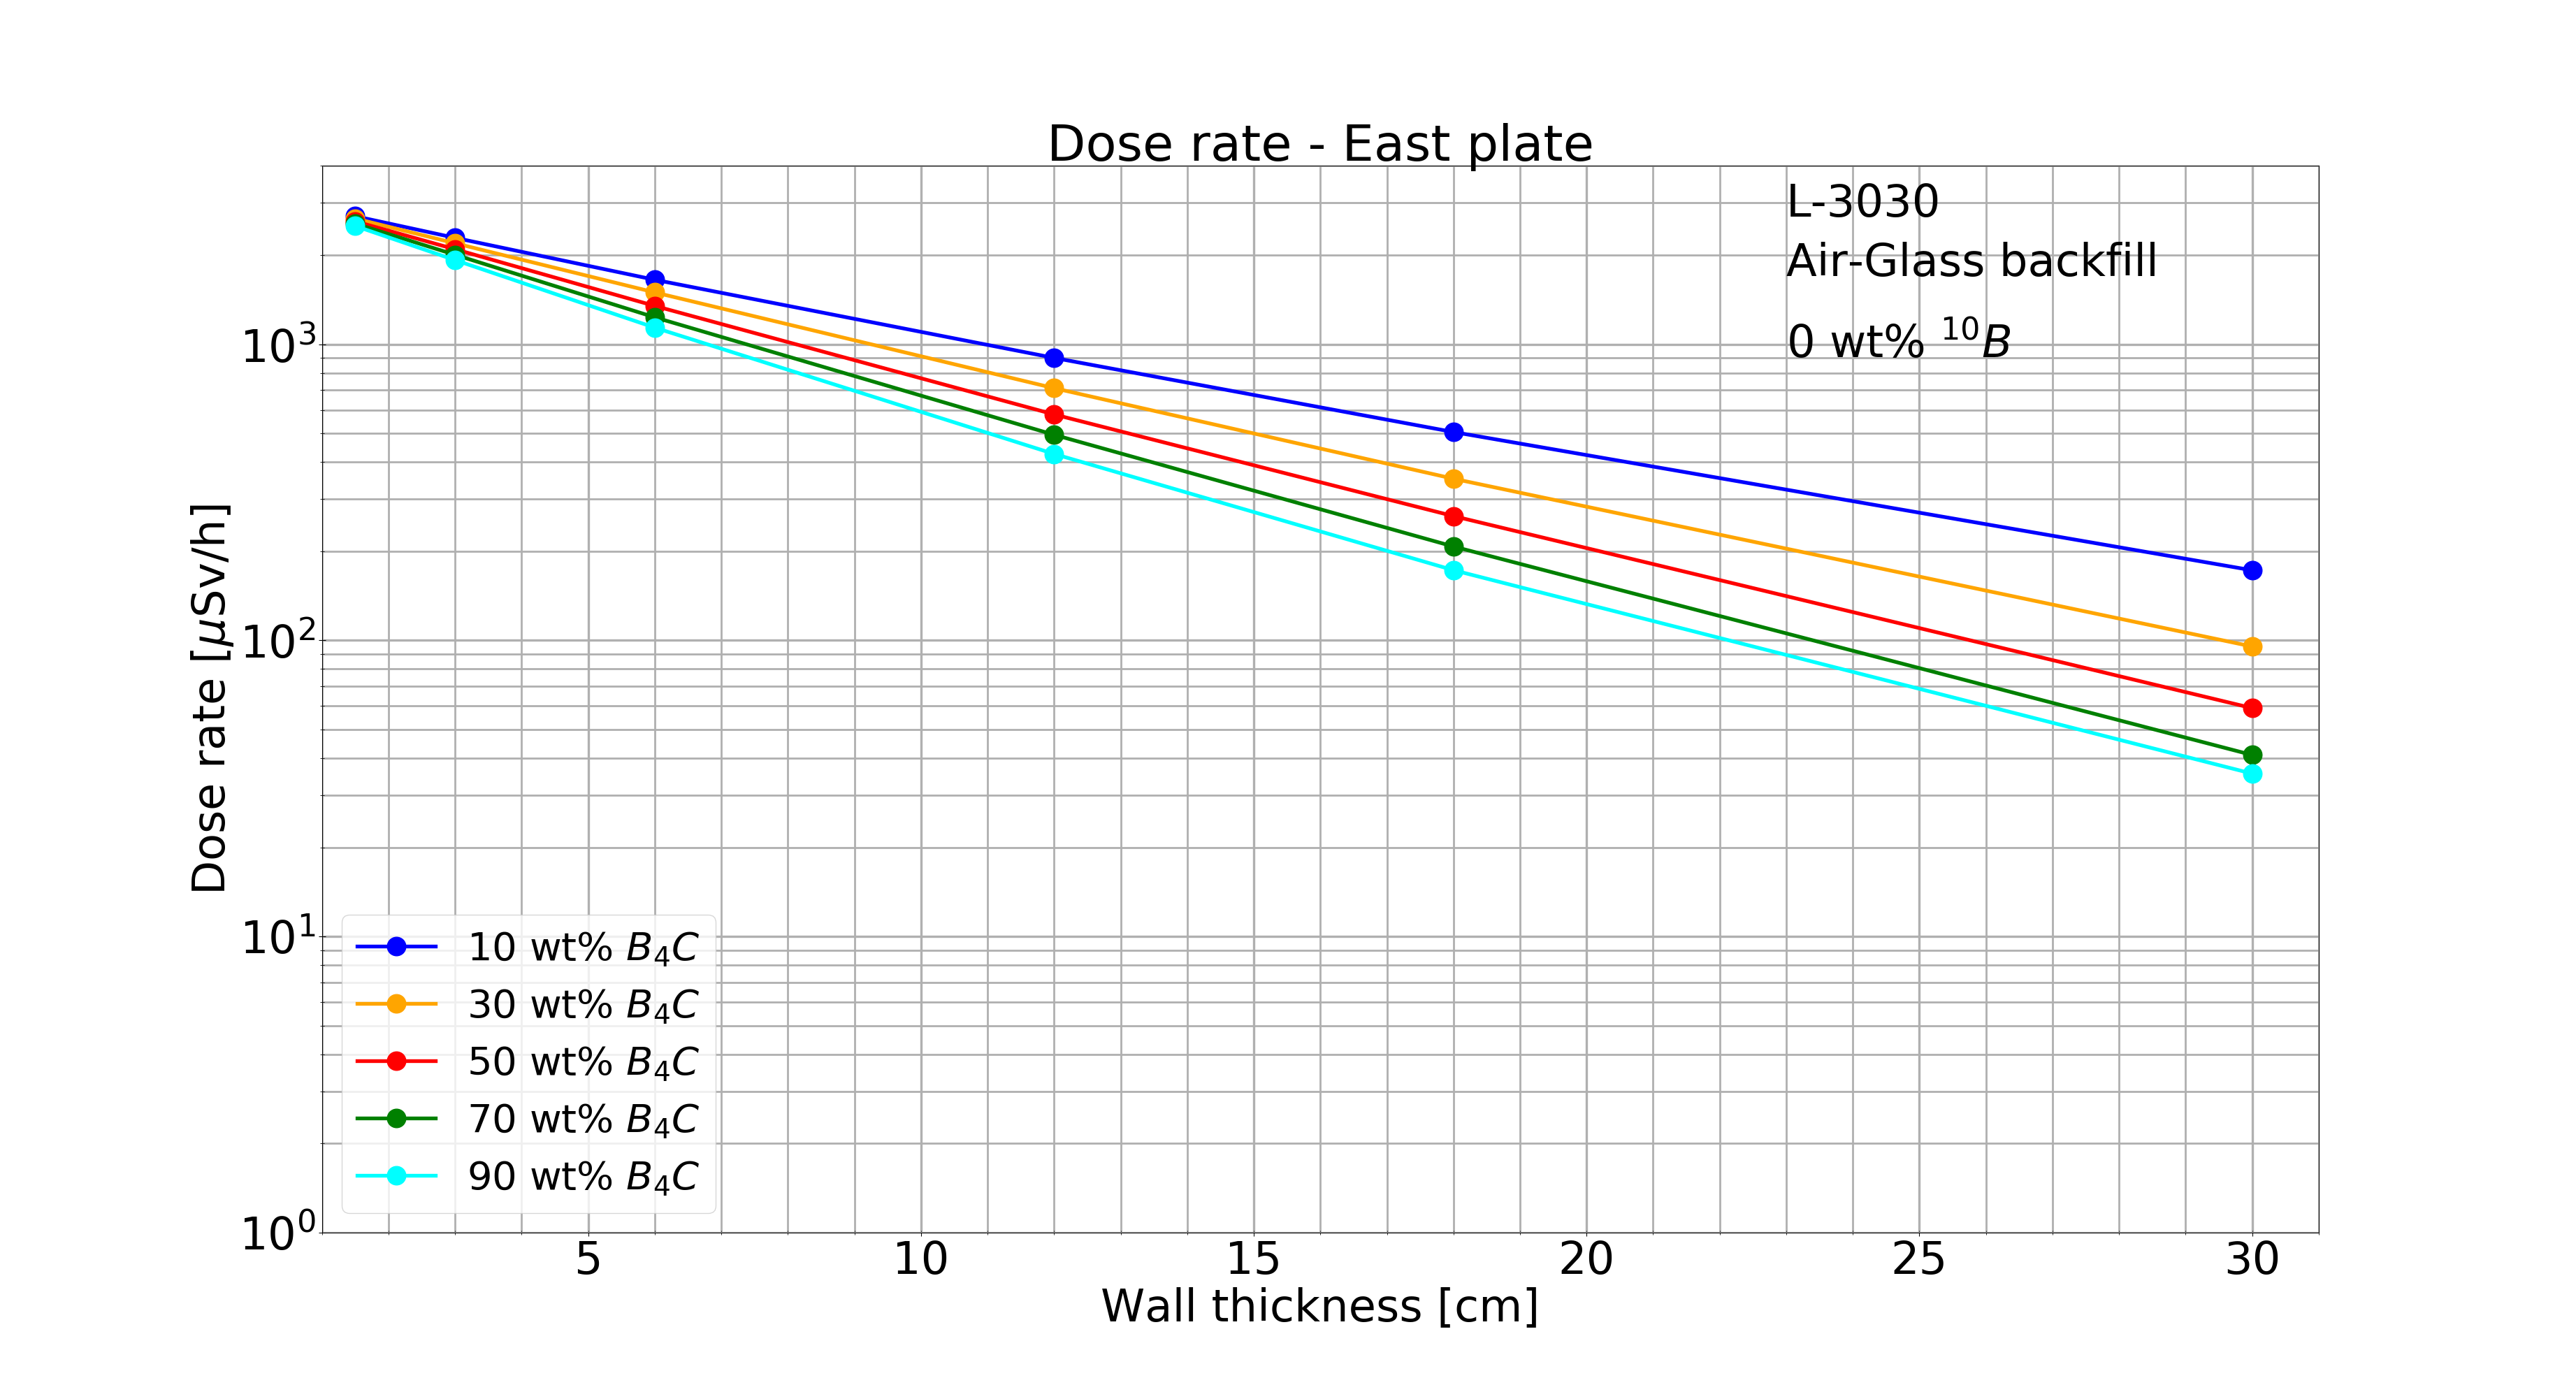 Dose rate - East plate
L-3030
Air-Glass backfill
0 wt% ¹⁰B
Dose rate [μSv/h]
10³
10²
10¹
10⁰
10 wt% B₄C
30 wt% B₄C
50 wt% B₄C
70 wt% B₄C
90 wt% B₄C
5 10 15 20 25 30
Wall thickness [cm]